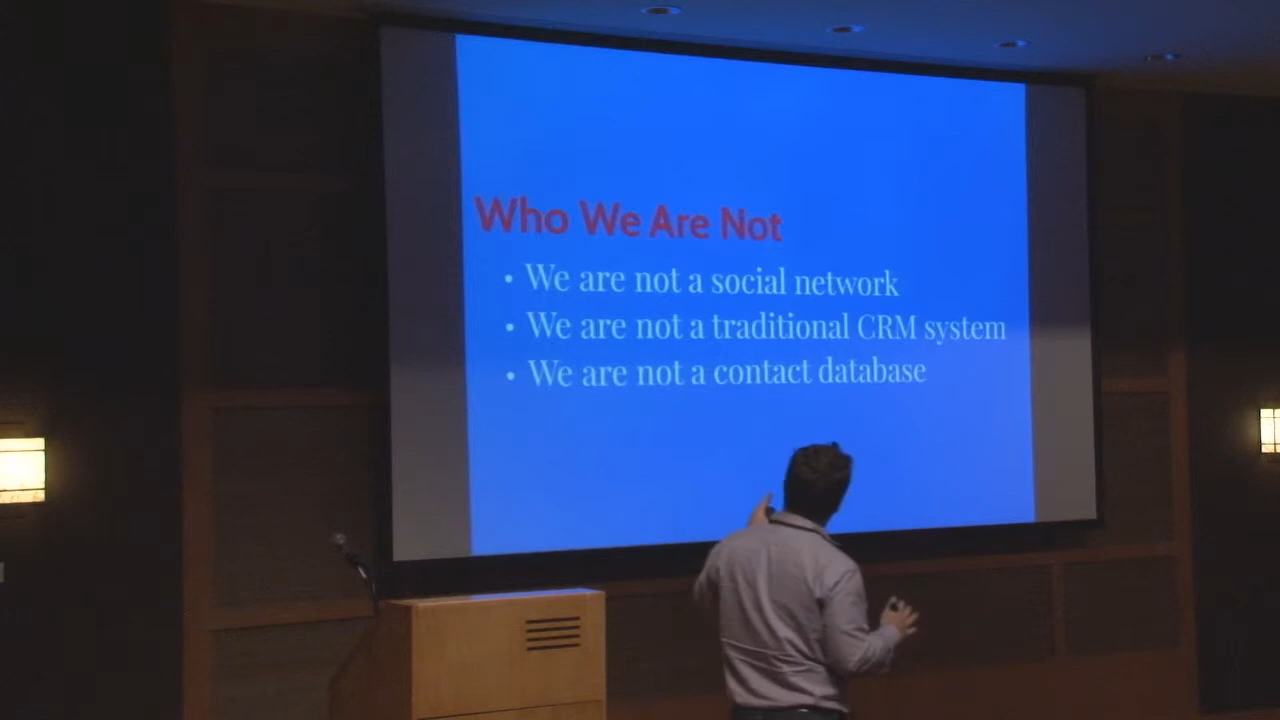 Who We Are Not
• We are not a social network
• We are not a traditional CRM system
• We are not a contact database